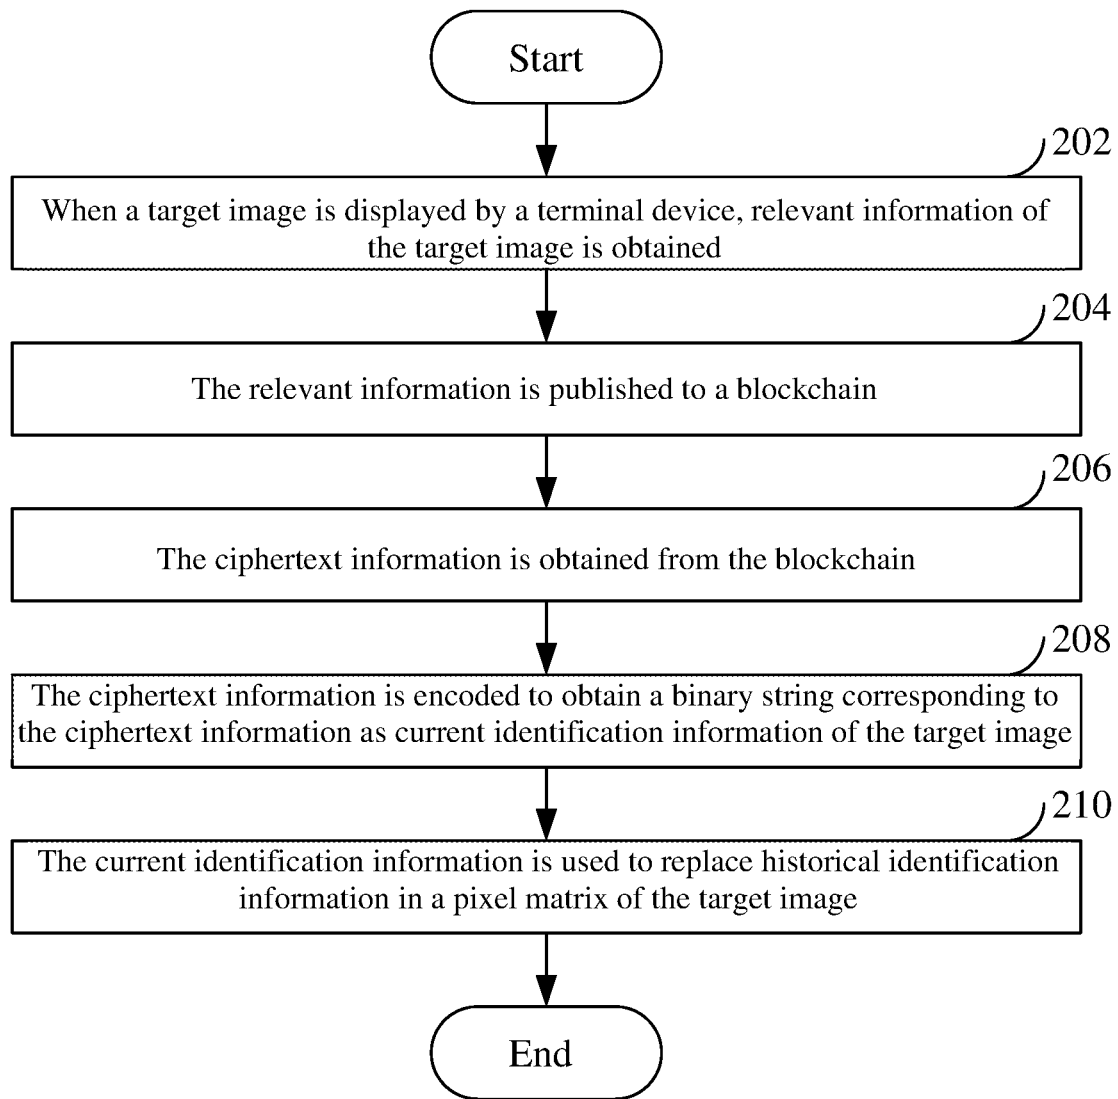 Start
202
When a target image is displayed by a terminal device, relevant information of
the target image is obtained
204
The relevant information is published to a blockchain
206
The ciphertext information is obtained from the blockchain
208
The ciphertext information is encoded to obtain a binary string corresponding to
the ciphertext information as current identification information of the target image
210
The current identification information is used to replace historical identification
information in a pixel matrix of the target image
End